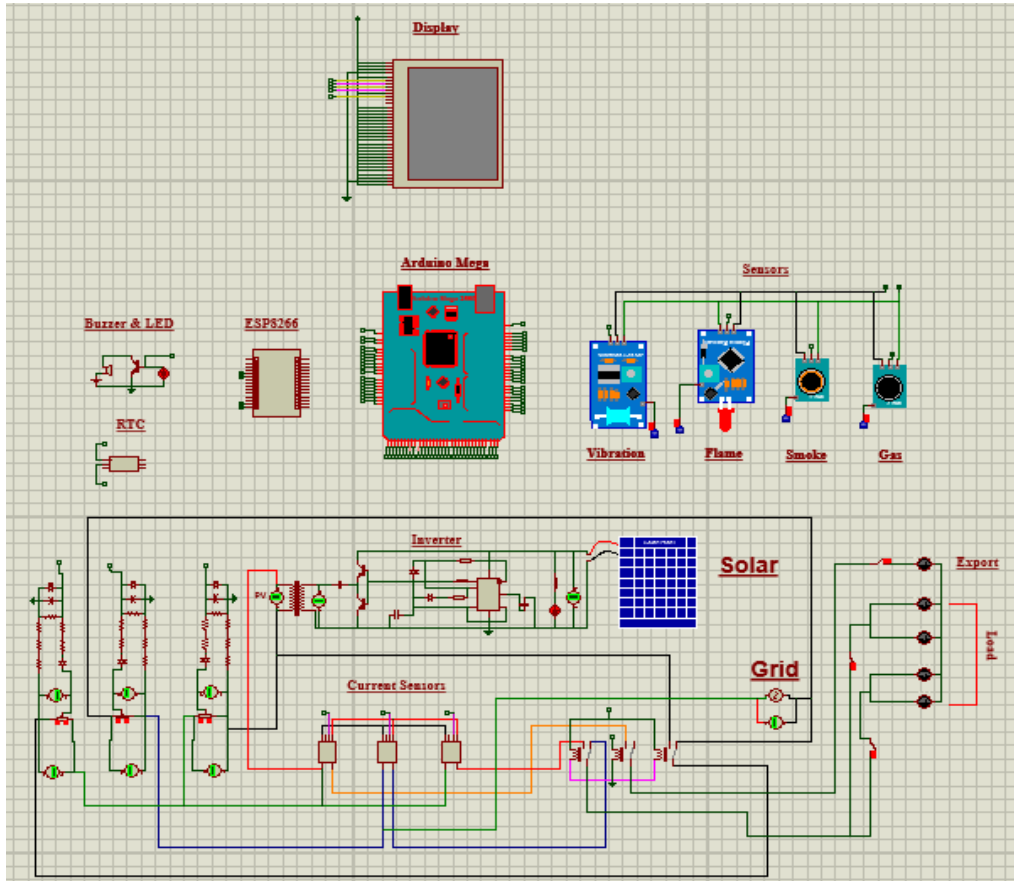 Display
Arduino Mega
Sensors
Buzzer & LED
ESP8266
RTC
Vibration
Flame
Smoke
Gas
Inverter
Solar
Export
PV
Load
Grid
Current Sensors